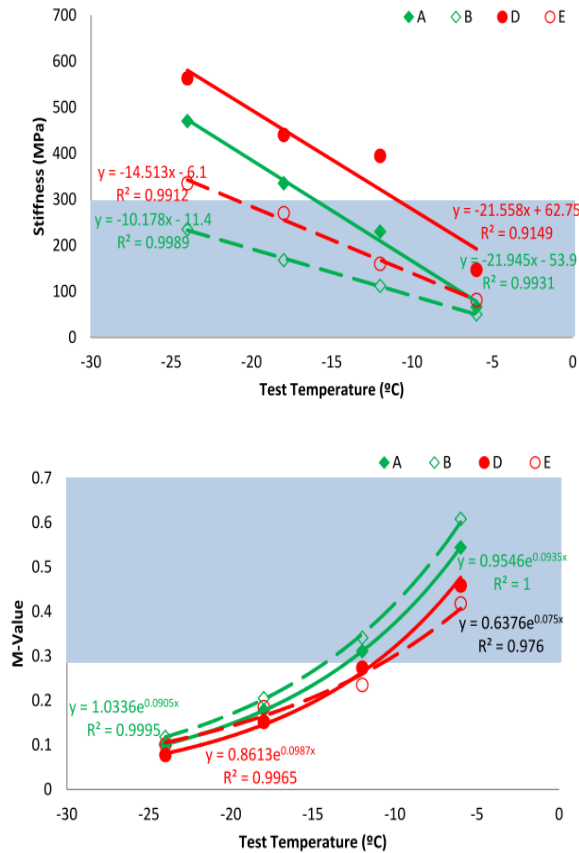 700
A B D E
600
500
400
300
200
100
0
Stiffness (MPa)
y = -14.513x - 6.1
R² = 0.9912
y = -10.178x - 11.4
R² = 0.9989
y = -21.558x + 62.75
R² = 0.9149
y = -21.945x - 53.9
R² = 0.9931
-30 -25 -20 -15 -10 -5 0
Test Temperature (ºC)
A B D E
0.7
0.6
0.5
0.4
0.3
0.2
0.1
0
M-Value
y = 0.9546e^0.0935x
R² = 1
y = 0.6376e^0.075x
R² = 0.976
y = 1.0336e^0.0905x
R² = 0.9995
y = 0.8613e^0.0987x
R² = 0.9965
-30 -25 -20 -15 -10 -5 0
Test Temperature (ºC)